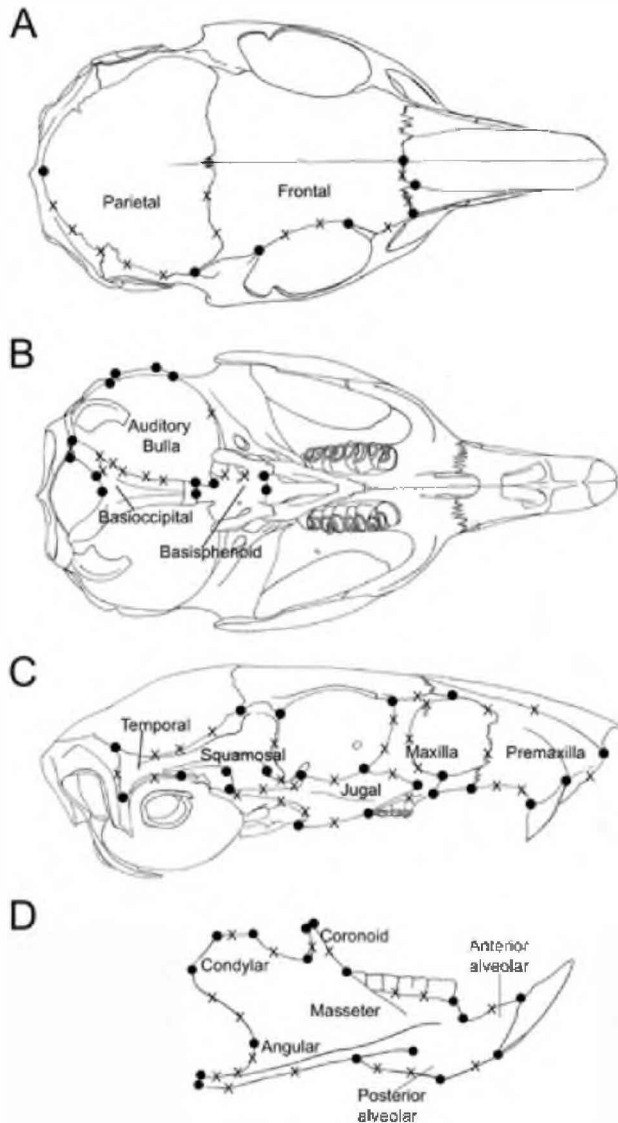 A
Parietal
Frontal
B
Auditory
Bulla
Basioccipital
Basisphenoid
C
Temporal
Squamosal
Jugal
Maxilla
Premaxilla
D
Coronoid
Condylar
Anterior
alveolar
Masseter
Angular
Posterior
alveolar